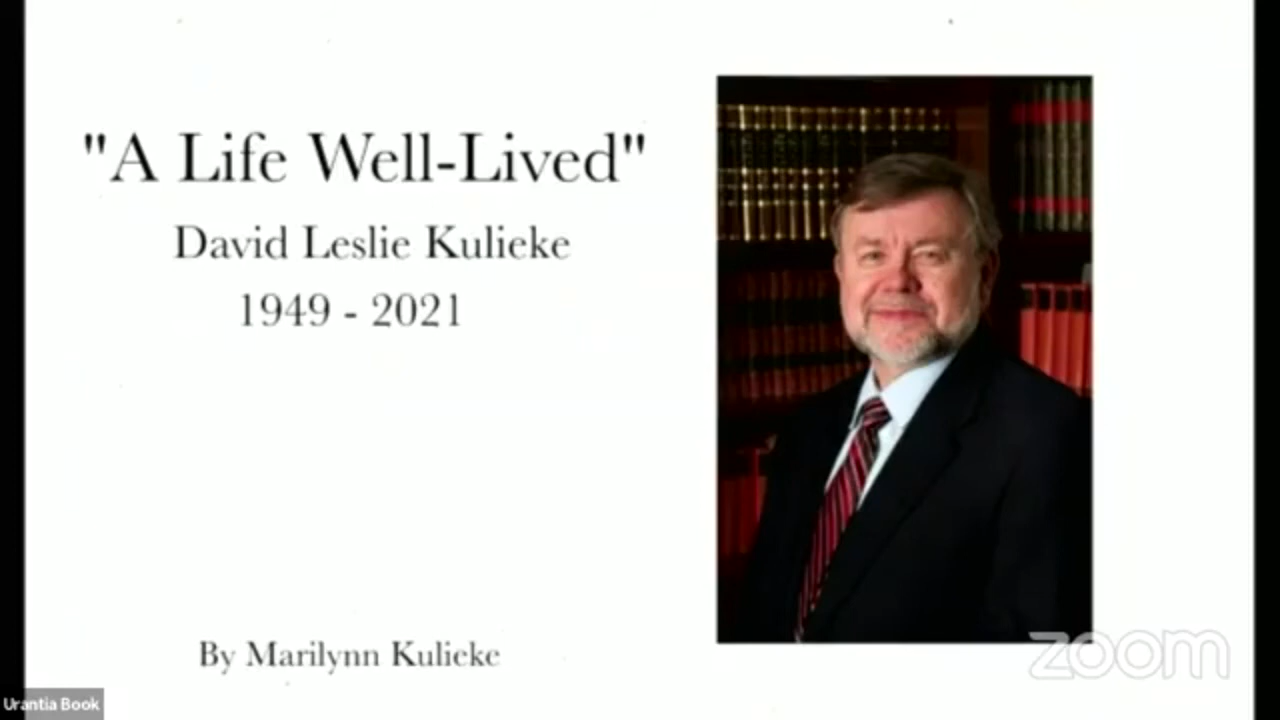 "A Life Well-Lived"
David Leslie Kulieke
1949 - 2021
By Marilynn Kulieke
zoom
Urantia Book